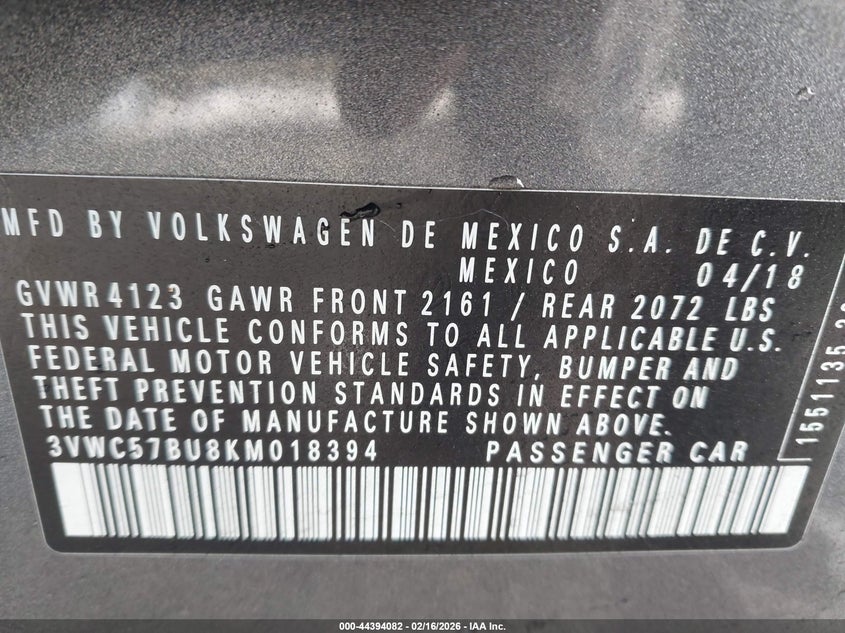 MFD BY VOLKSWAGEN DE MEXICO S.A. DE C.V.
MEXICO 04/18
GVWR 4123 GAWR FRONT 2161 / REAR 2072 LBS
THIS VEHICLE CONFORMS TO ALL APPLICABLE U.S.
FEDERAL MOTOR VEHICLE SAFETY, BUMPER AND
THEFT PREVENTION STANDARDS IN EFFECT ON
THE DATE OF MANUFACTURE SHOWN ABOVE.
3VWC57BU8KM018394 PASSENGER CAR
000-44394082 - 02/16/2026 - IAA Inc.